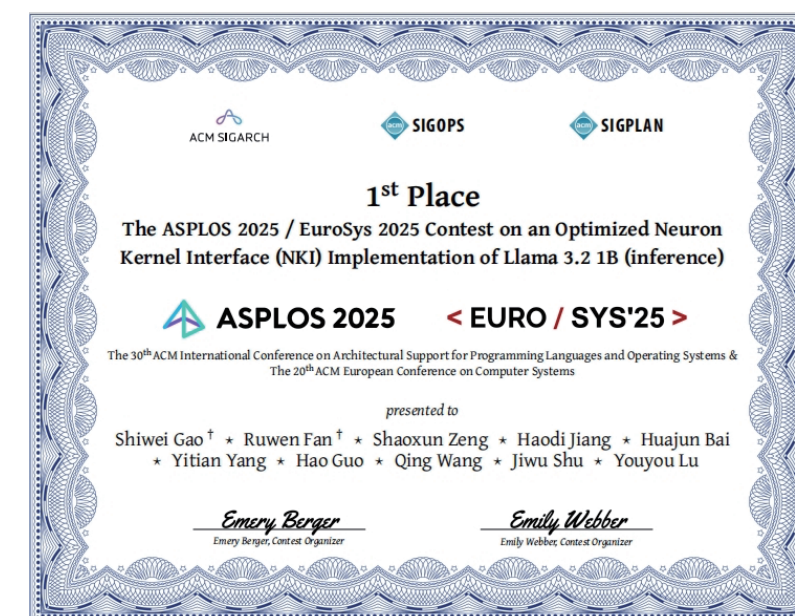 ACM SIGARCH
acm SIGOPS
acm SIGPLAN
1st Place
The ASPLOS 2025 / EuroSys 2025 Contest on an Optimized Neuron
Kernel Interface (NKI) Implementation of Llama 3.2 1B (inference)
ASPLOS 2025
< EURO / SYS'25 >
The 30th ACM International Conference on Architectural Support for Programming Languages and Operating Systems &
The 20th ACM European Conference on Computer Systems
presented to
Shiwei Gao † ⋆ Ruwen Fan † ⋆ Shaoxun Zeng ⋆ Haodi Jiang ⋆ Huajun Bai
⋆ Yitian Yang ⋆ Hao Guo ⋆ Qing Wang ⋆ Jiwu Shu ⋆ Youyou Lu
Emery Berger
Emily Webber
Emery Berger, Contest Organizer
Emily Webber, Contest Organizer